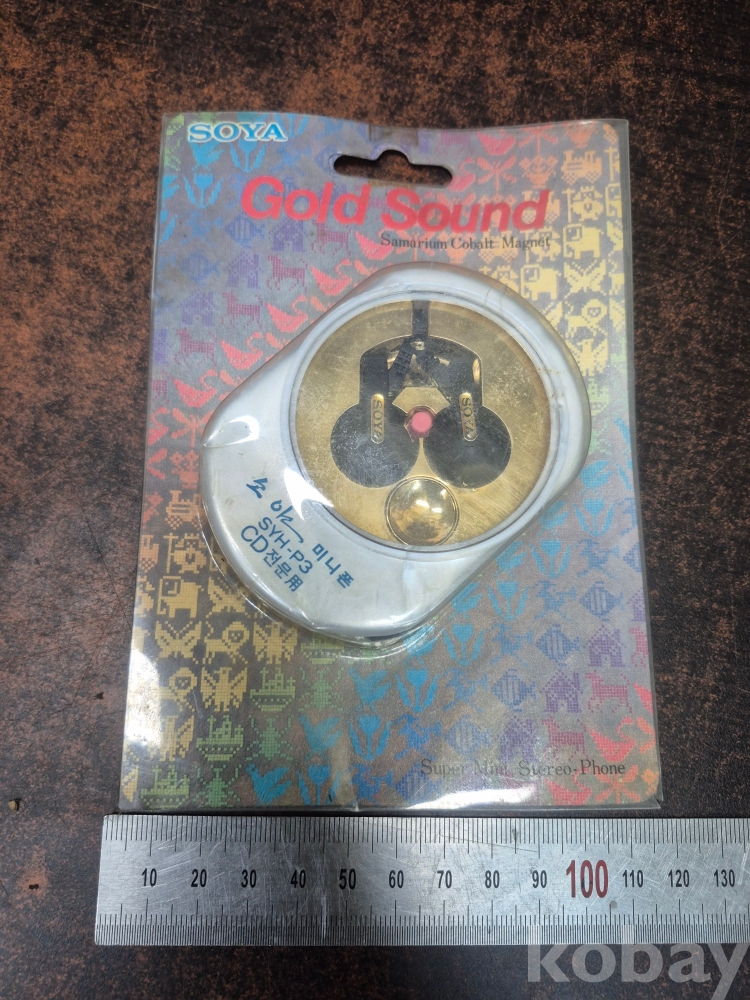 SOYA
Gold Sound
Samarium Cobalt Magnet
SOYA
SOYA
소야 미니폰
SYH-P3
CD전문用
Super Mini Stereo-Phone
10 20 30 40 50 60 70 80 90 100 110 120 130
kobay